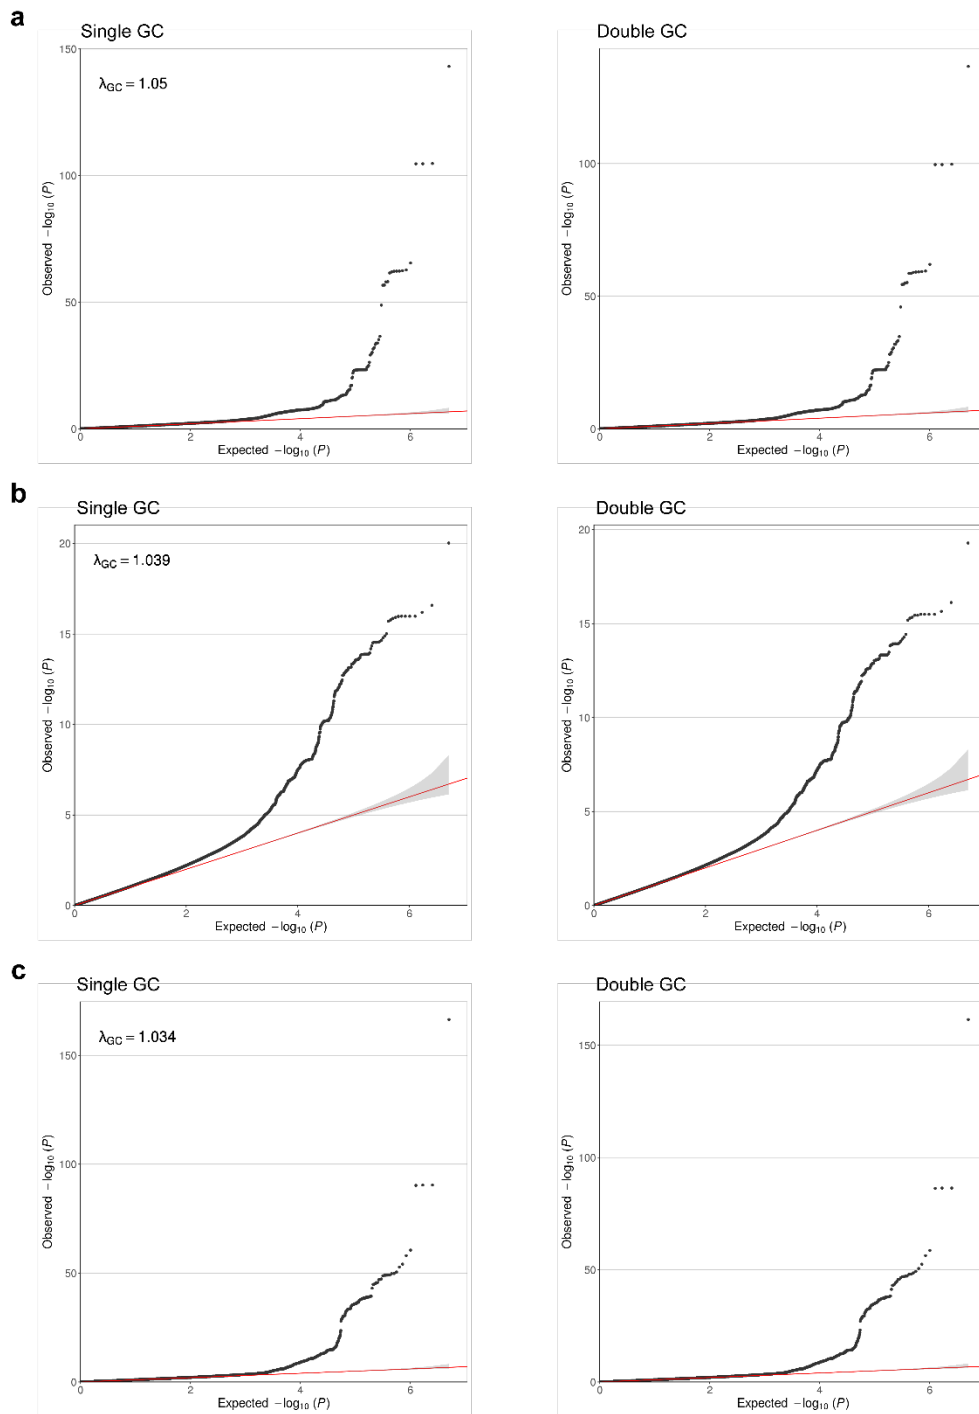 a
Single GC
Double GC
λGC = 1.05
Observed −log10 (P)
150
100
50
0
0 2 4 6
Expected −log10 (P)
Observed −log10 (P)
100
50
0
0 2 4 6
Expected −log10 (P)
b
Single GC
Double GC
λGC = 1.039
Observed −log10 (P)
20
15
10
5
0
0 2 4 6
Expected −log10 (P)
Observed −log10 (P)
20
15
10
5
0
0 2 4 6
Expected −log10 (P)
c
Single GC
Double GC
λGC = 1.034
Observed −log10 (P)
150
100
50
0
0 2 4 6
Expected −log10 (P)
Observed −log10 (P)
150
100
50
0
0 2 4 6
Expected −log10 (P)